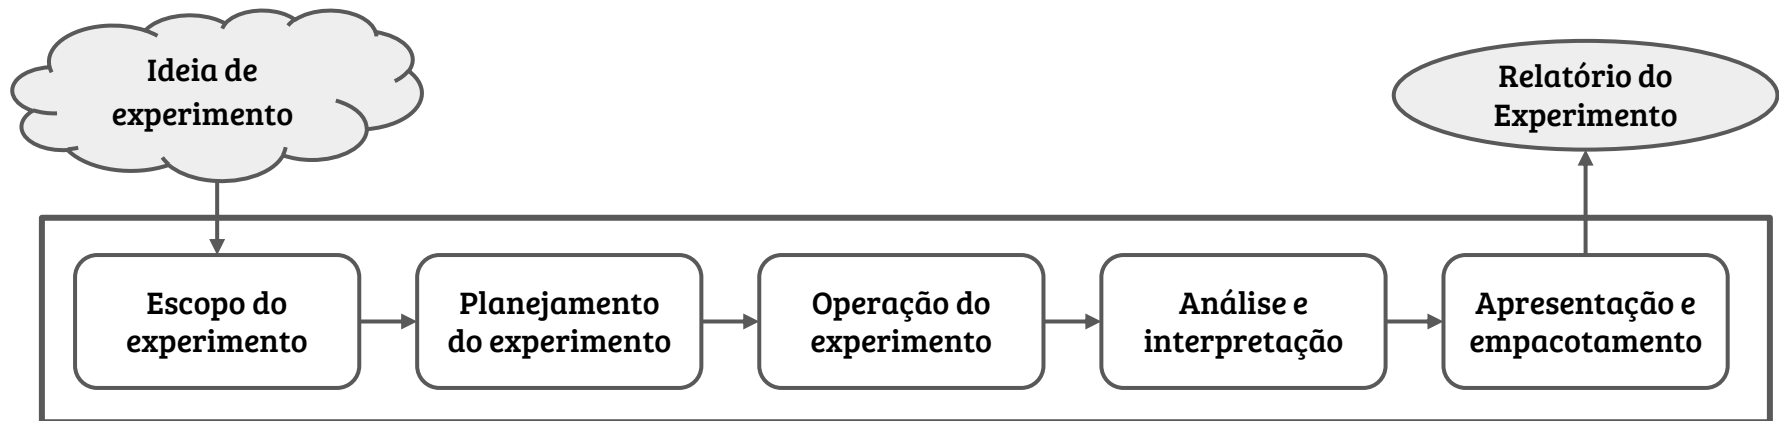 Ideia de
experimento
Relatório do
Experimento
Escopo do
experimento
Planejamento
do experimento
Operação do
experimento
Análise e
interpretação
Apresentação e
empacotamento